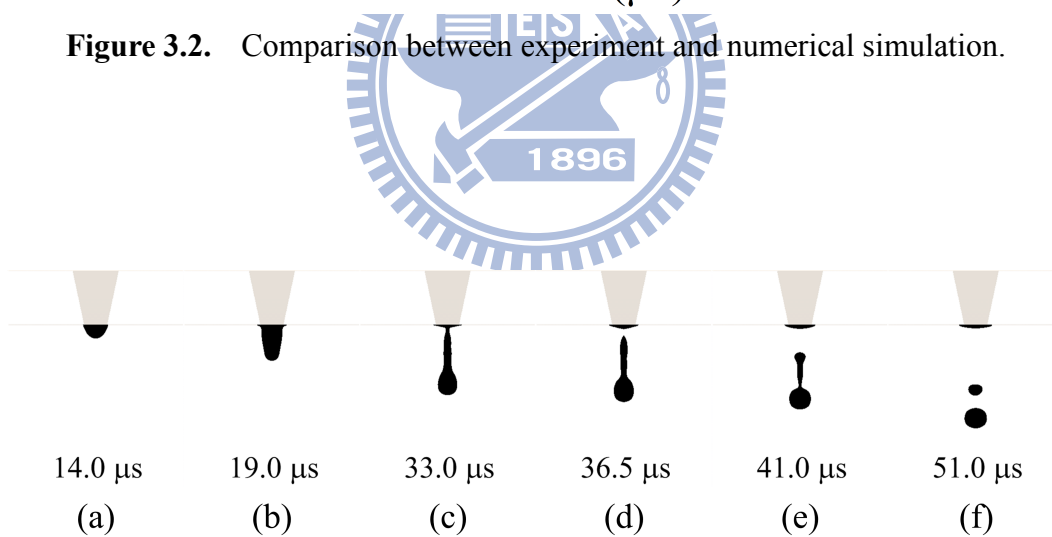 Figure 3.2. Comparison between experiment and numerical simulation.
ES A
1896
14.0 μs 19.0 μs 33.0 μs 36.5 μs 41.0 μs 51.0 μs
(a) (b) (c) (d) (e) (f)